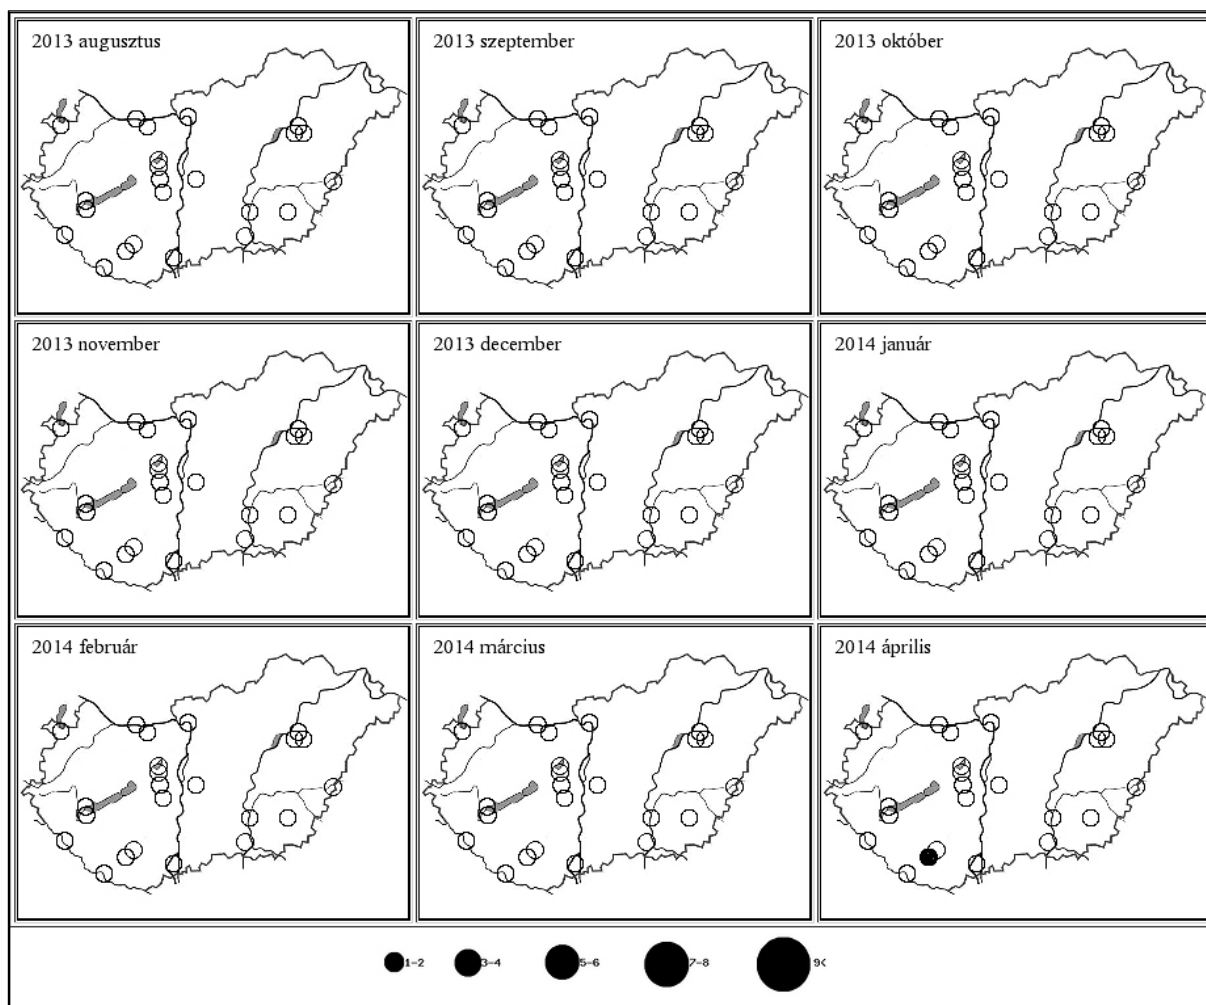 2013 augusztus
2013 szeptember
2013 október
2013 november
2013 december
2014 január
2014 február
2014 március
2014 április
1-2 3-4 5-6 7-8 9<